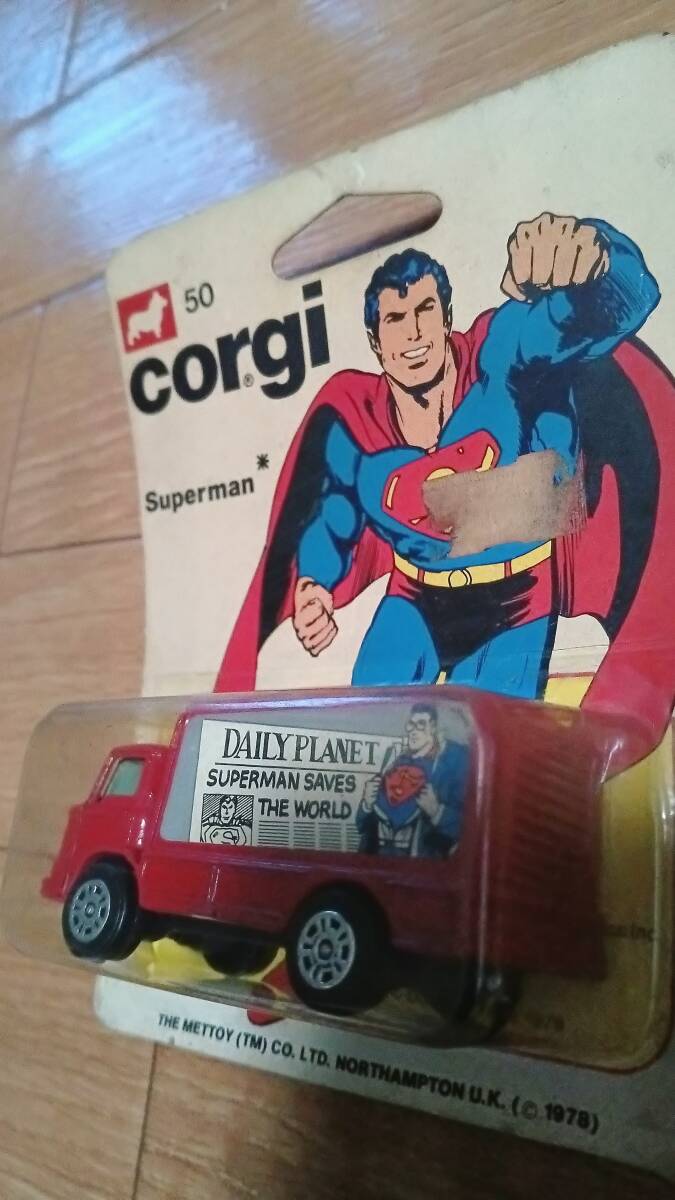 50
corgi®
Superman*
DAILY PLANET
SUPERMAN SAVES
THE WORLD
THE METTOY (TM) CO. LTD. NORTHAMPTON U.K. (© 1978)